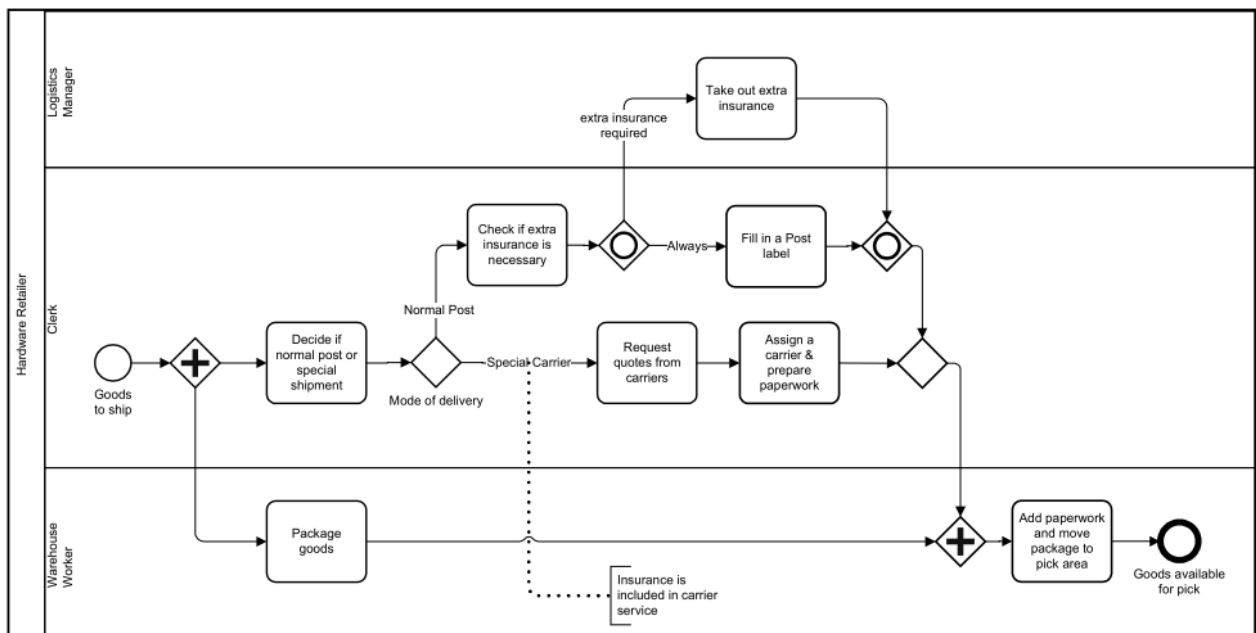 Hardware Retailer
Logistics
Manager
Take out extra
insurance
extra insurance
required
Clerk
Check if extra
insurance is
necessary
Always
Fill in a Post
label
Normal Post
Goods
to ship
Decide if
normal post or
special
shipment
Mode of delivery
Special Carrier
Request
quotes from
carriers
Assign a
carrier &
prepare
paperwork
Warehouse
Worker
Package
goods
Insurance is
included in carrier
service
Add paperwork
and move
package to
pick area
Goods available
for pick